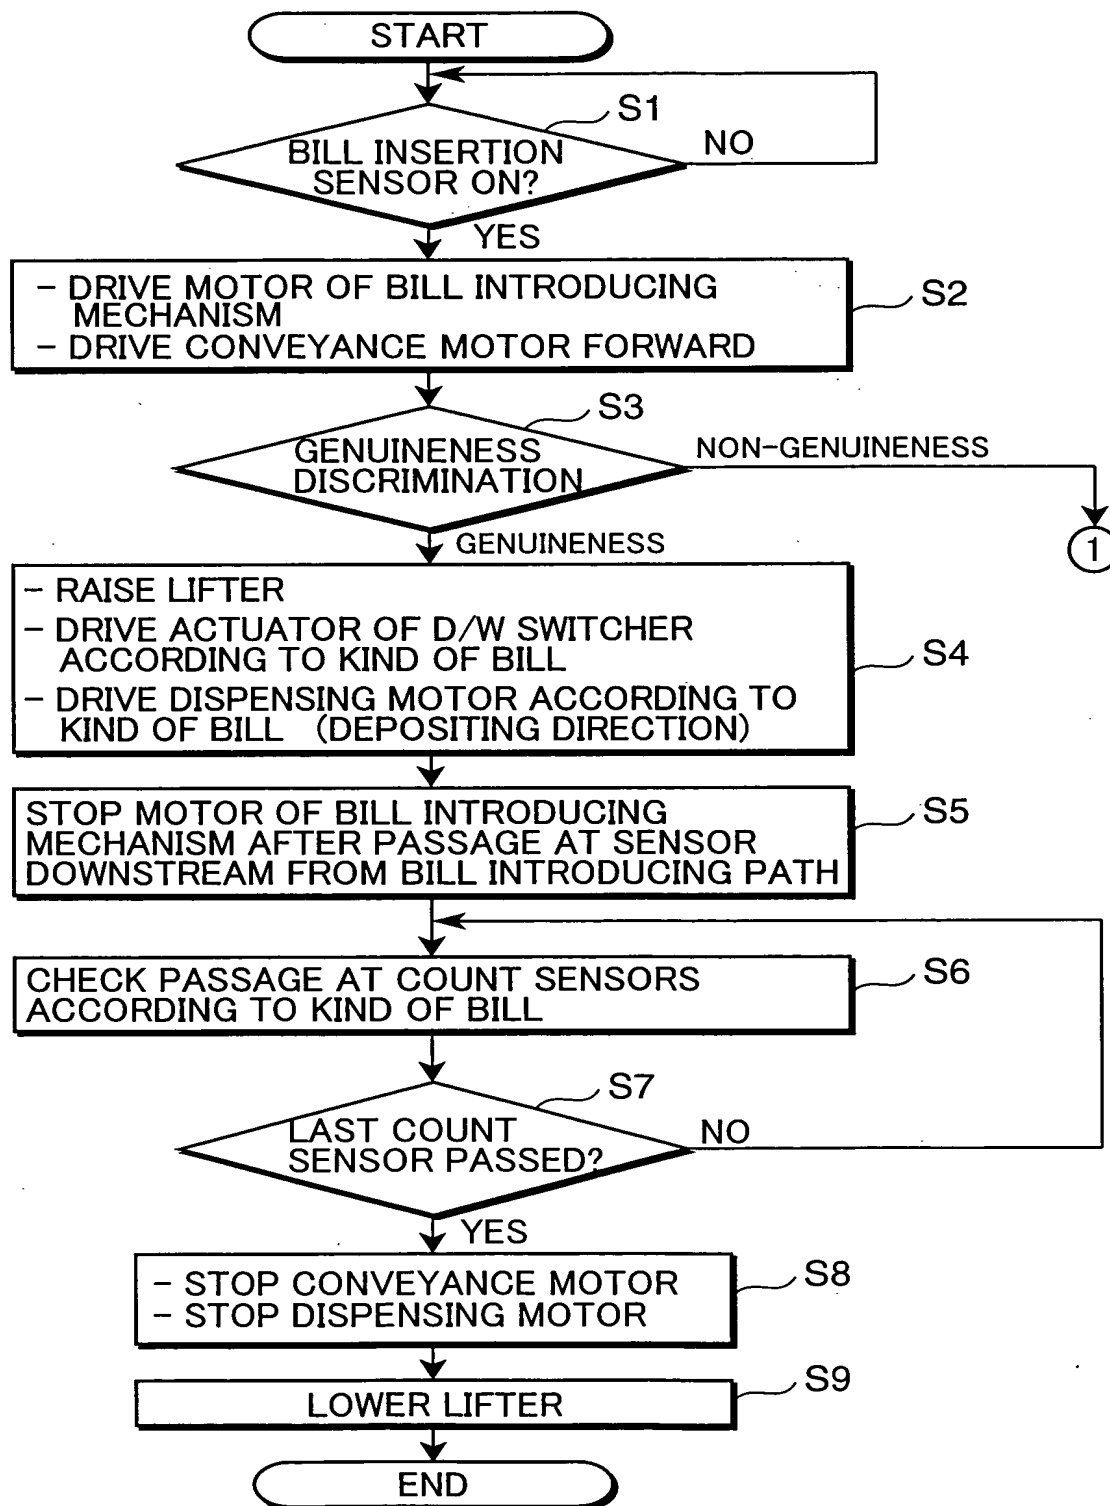 START
S1
BILL INSERTION
SENSOR ON?
NO
YES
– DRIVE MOTOR OF BILL INTRODUCING
MECHANISM
– DRIVE CONVEYANCE MOTOR FORWARD
S2
S3
GENUINENESS
DISCRIMINATION
NON-GENUINENESS
1
GENUINENESS
– RAISE LIFTER
– DRIVE ACTUATOR OF D/W SWITCHER
ACCORDING TO KIND OF BILL
– DRIVE DISPENSING MOTOR ACCORDING TO
KIND OF BILL (DEPOSITING DIRECTION)
S4
STOP MOTOR OF BILL INTRODUCING
MECHANISM AFTER PASSAGE AT SENSOR
DOWNSTREAM FROM BILL INTRODUCING PATH
S5
CHECK PASSAGE AT COUNT SENSORS
ACCORDING TO KIND OF BILL
S6
S7
LAST COUNT
SENSOR PASSED?
NO
YES
– STOP CONVEYANCE MOTOR
– STOP DISPENSING MOTOR
S8
LOWER LIFTER
S9
END